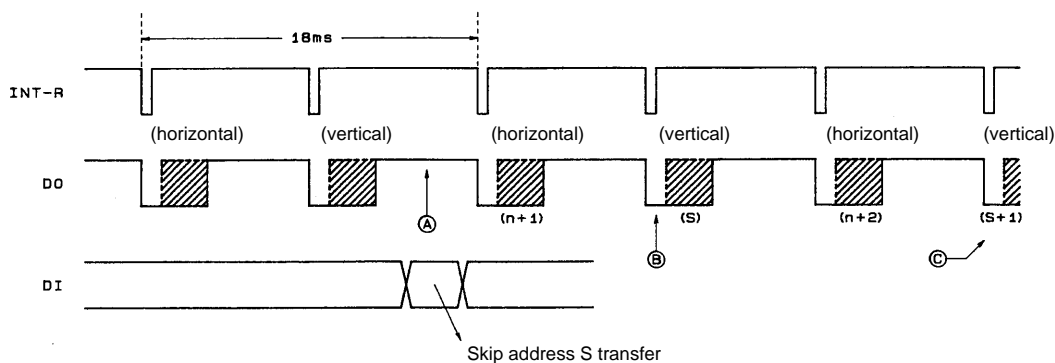 18ms
INT-R
(horizontal) (vertical) (horizontal) (vertical) (horizontal) (vertical)
DO
(n+1) (S) (n+2) (S+1)
A
B
C
DI
Skip address S transfer